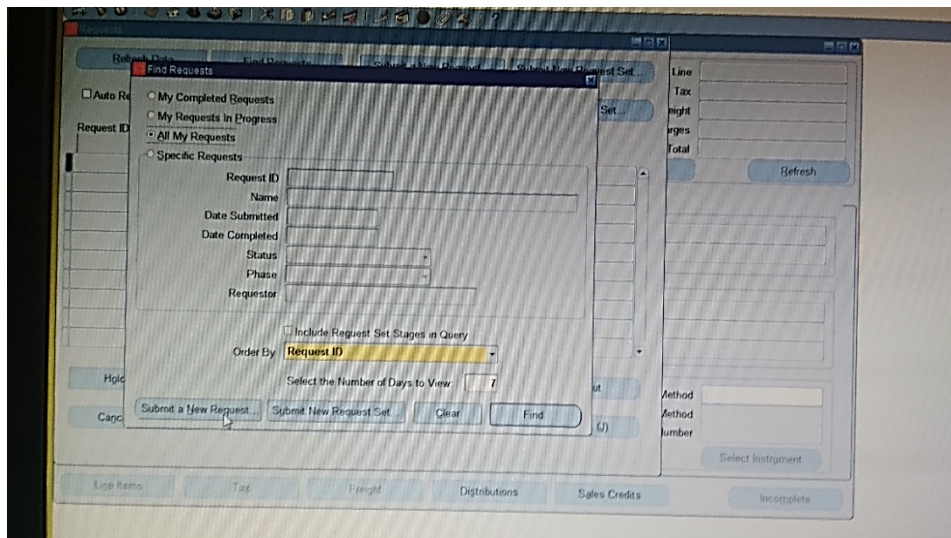 Requests
Find Requests
Set...
Line
Tax
Total
Refresh
Request ID
My Completed Requests
My Requests In Progress
All My Requests
Specific Requests
Request ID
Name
Date Submitted
Date Completed
Status
Phase
Requestor
Include Request Set Stages in Query
Order By Request ID
Select the Number of Days to View: 7
Submit a New Request... Submit New Request Set... Clear Find
(J)
Method
Method
Select Instrument
Line Items Tax Freight Distributions Sales Credits Incomplete